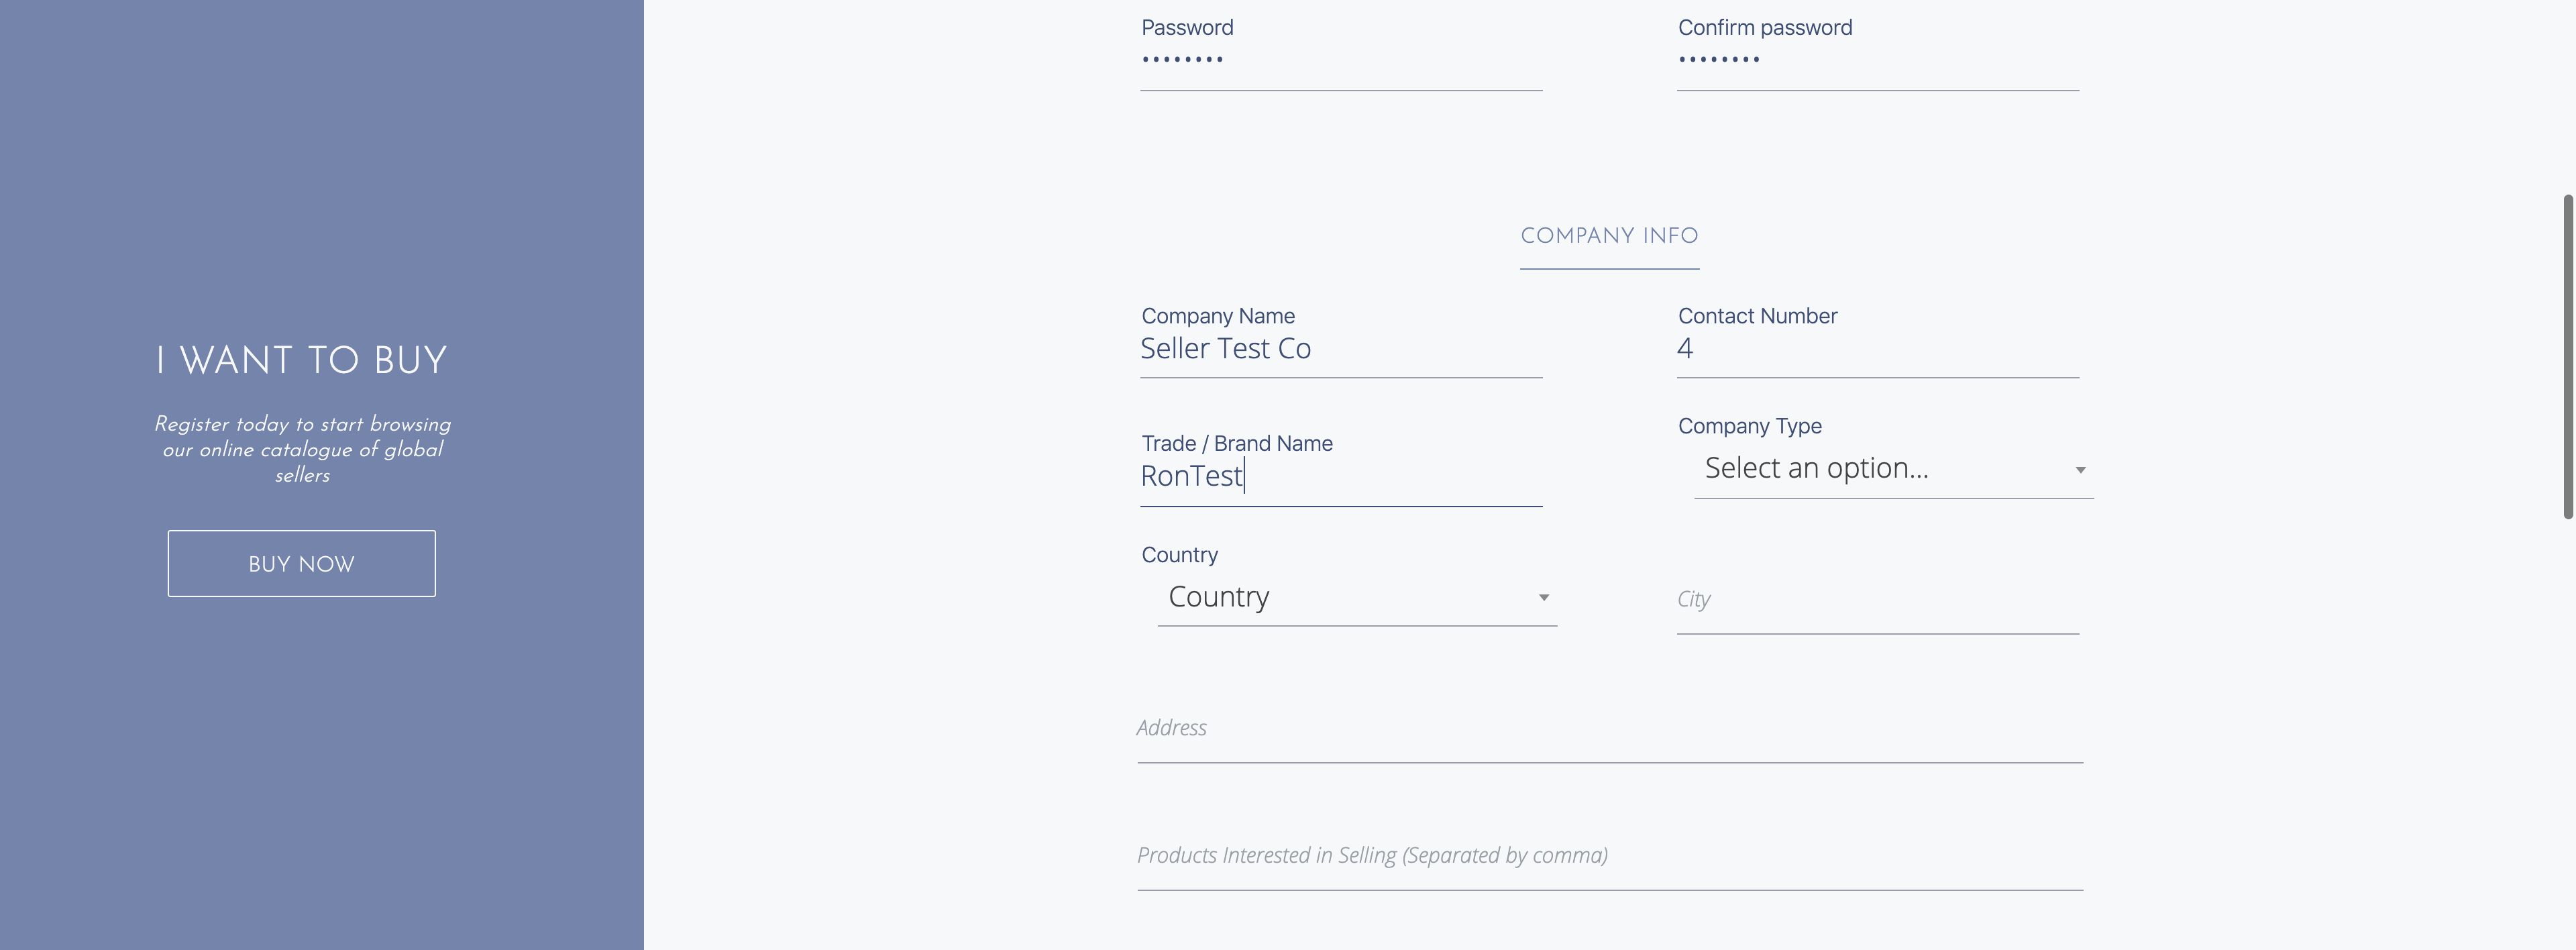 I WANT TO BUY
Register today to start browsing
our online catalogue of global
sellers
BUY NOW
Password
••••••••
Confirm password
••••••••
COMPANY INFO
Company Name
Seller Test Co
Contact Number
4
Trade / Brand Name
RonTest
Company Type
Select an option...
Country
Country
City
Address
Products Interested in Selling (Separated by comma)